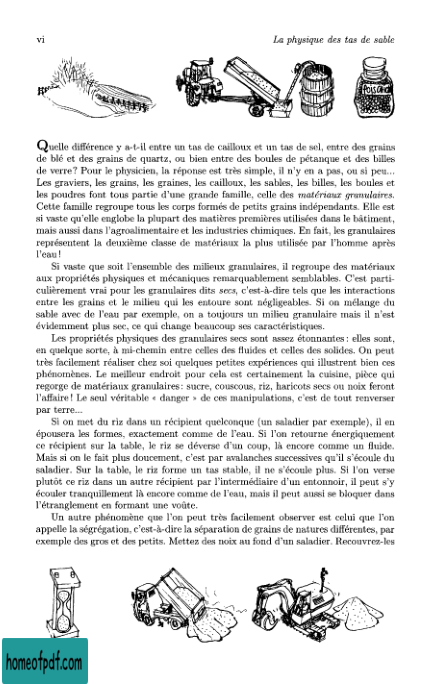 vi
La physique des tas de sable
POISON
Quelle différence y a-t-il entre un tas de cailloux et un tas de sel, entre des grains
de blé et des grains de quartz, ou bien entre des boules de pétanque et des billes
de verre? Pour le physicien, la réponse est très simple, il n'y en a pas, ou si peu...
Les graviers, les grains, les graines, les cailloux, les sables, les billes, les boules et
les poudres font tous partie d'une grande famille, celle des matériaux granulaires.
Cette famille regroupe tous les corps formés de petits grains indépendants. Elle est
si vaste qu'elle englobe la plupart des matières premières utilisées dans le bâtiment,
mais aussi dans l'agroalimentaire et les industries chimiques. En fait, les granulaires
représentent la deuxième classe de matériaux la plus utilisée par l'homme après
l'eau!
Si vaste que soit l'ensemble des milieux granulaires, il regroupe des matériaux
aux propriétés physiques et mécaniques remarquablement semblables. C'est parti-
culièrement vrai pour les granulaires dits secs, c'est-à-dire tels que les interactions
entre les grains et le milieu qui les entoure sont négligeables. Si on mélange du
sable avec de l'eau par exemple, on a toujours un milieu granulaire mais il n'est
évidemment plus sec, ce qui change beaucoup ses caractéristiques.
Les propriétés physiques des granulaires secs sont assez étonnantes: elles sont,
en quelque sorte, à mi-chemin entre celles des fluides et celles des solides. On peut
très facilement réaliser chez soi quelques petites expériences qui illustrent bien ces
phénomènes. Le meilleur endroit pour cela est certainement la cuisine, pièce qui
regorge de matériaux granulaires: sucre, couscous, riz, haricots secs ou noix feront
l'affaire! Le seul véritable « danger » de ces manipulations, c'est de tout renverser
par terre...
Si on met du riz dans un récipient quelconque (un saladier par exemple), il en
épousera les formes, exactement comme de l'eau. Si l'on retourne énergiquement
ce récipient sur la table, le riz se déverse d'un coup, là encore comme un fluide.
Mais si on le fait plus doucement, c'est par avalanches successives qu'il s'écoule du
saladier. Sur la table, le riz forme un tas stable, il ne s'écoule plus. Si l'on verse
plutôt ce riz dans un autre récipient par l'intermédiaire d'un entonnoir, il peut s'y
écouler tranquillement là encore comme de l'eau, mais il peut aussi se bloquer dans
l'étranglement en formant une voûte.
Un autre phénomène que l'on peut très facilement observer est celui que l'on
appelle la ségrégation, c'est-à-dire la séparation de grains de natures différentes, par
exemple des gros et des petits. Mettez des noix au fond d'un saladier. Recouvrez-les
homeofpdf.com